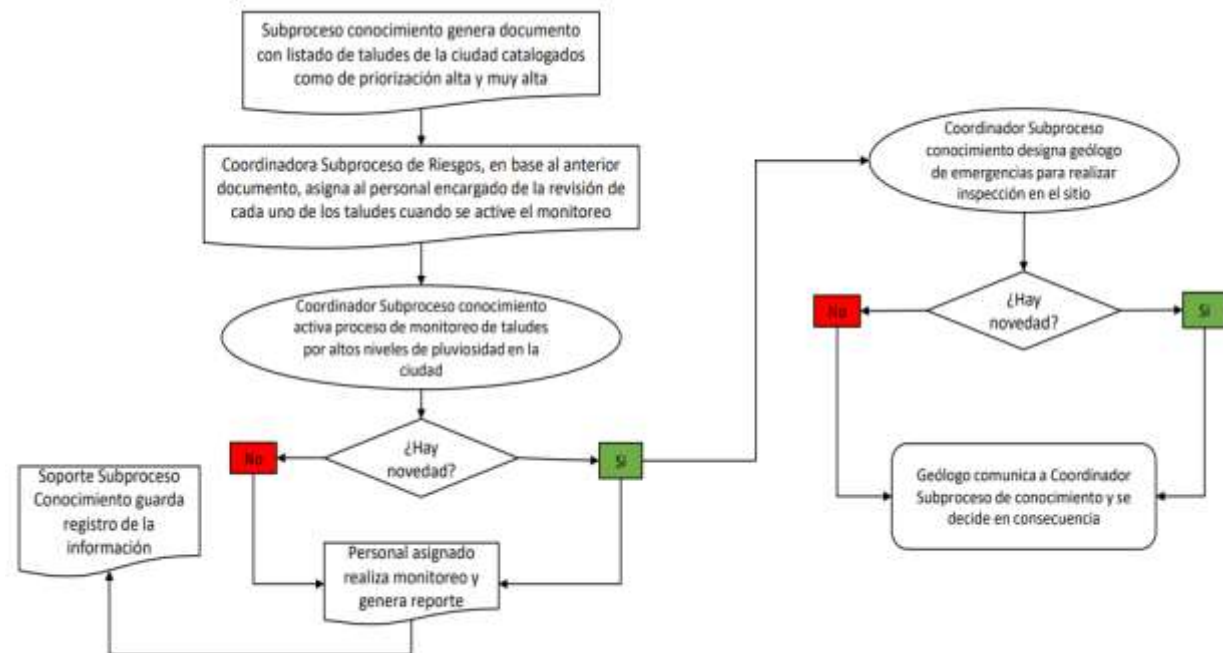 Subproceso conocimiento genera documento
con listado de taludes de la ciudad catalogados
como de priorización alta y muy alta
Coordinadora Subproceso de Riesgos, en base al anterior
documento, asigna al personal encargado de la revisión de
cada uno de los taludes cuando se active el monitoreo
Coordinador Subproceso conocimiento
activa proceso de monitoreo de taludes
por altos niveles de pluviosidad en la
ciudad
¿Hay
novedad?
No
Si
Personal asignado
realiza monitoreo y
genera reporte
Soporte Subproceso
Conocimiento guarda
registro de la
información
Coordinador Subproceso
conocimiento designa geólogo
de emergencias para realizar
inspección en el sitio
¿Hay
novedad?
No
Si
Geólogo comunica a Coordinador
Subproceso de conocimiento y se
decide en consecuencia